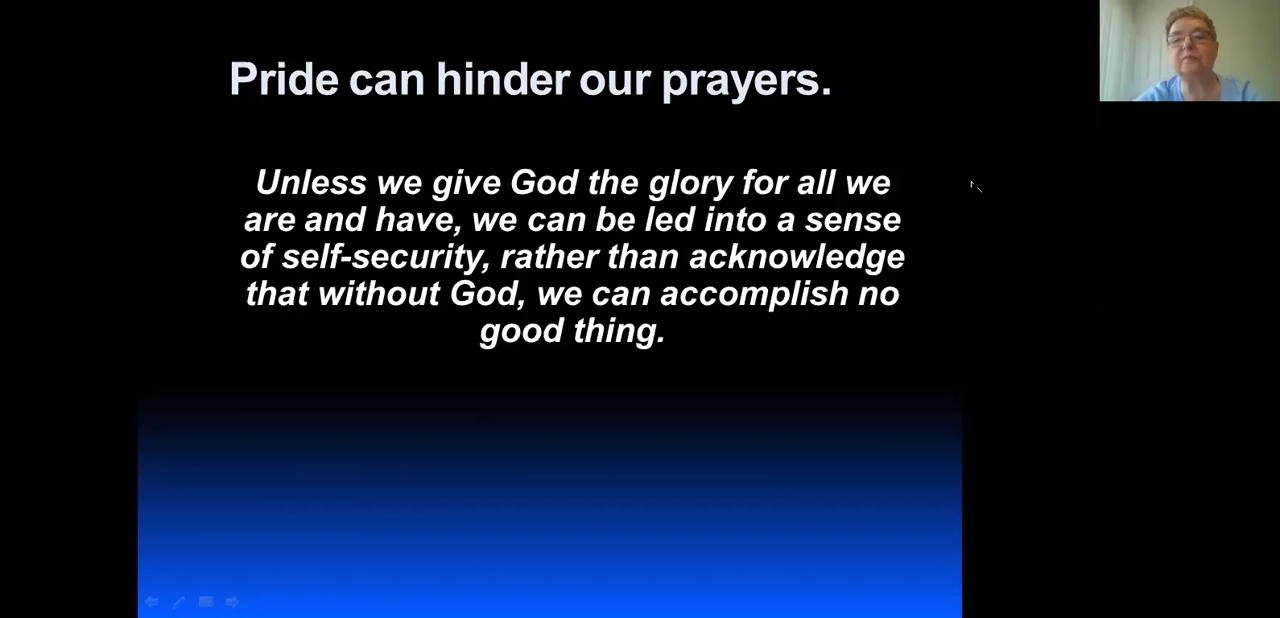 Pride can hinder our prayers.
Unless we give God the glory for all we
are and have, we can be led into a sense
of self-security, rather than acknowledge
that without God, we can accomplish no
good thing.